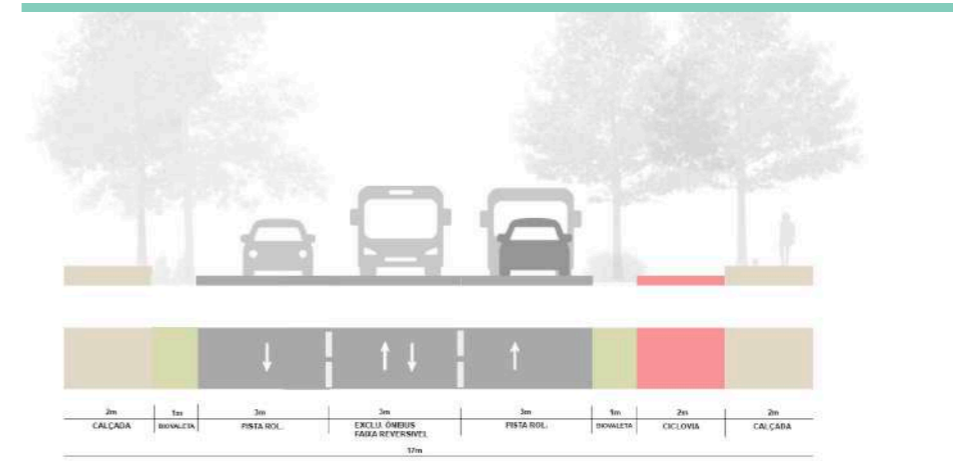 2m 1m 3m 3m 3m 1m 2m 2m
CALÇADA BIOVALETA PISTA ROL. EXCLU. ÔNIBUS PISTA ROL. BIOVALETA CICLOVIA CALÇADA
FAIXA REVERSIVEL
17m